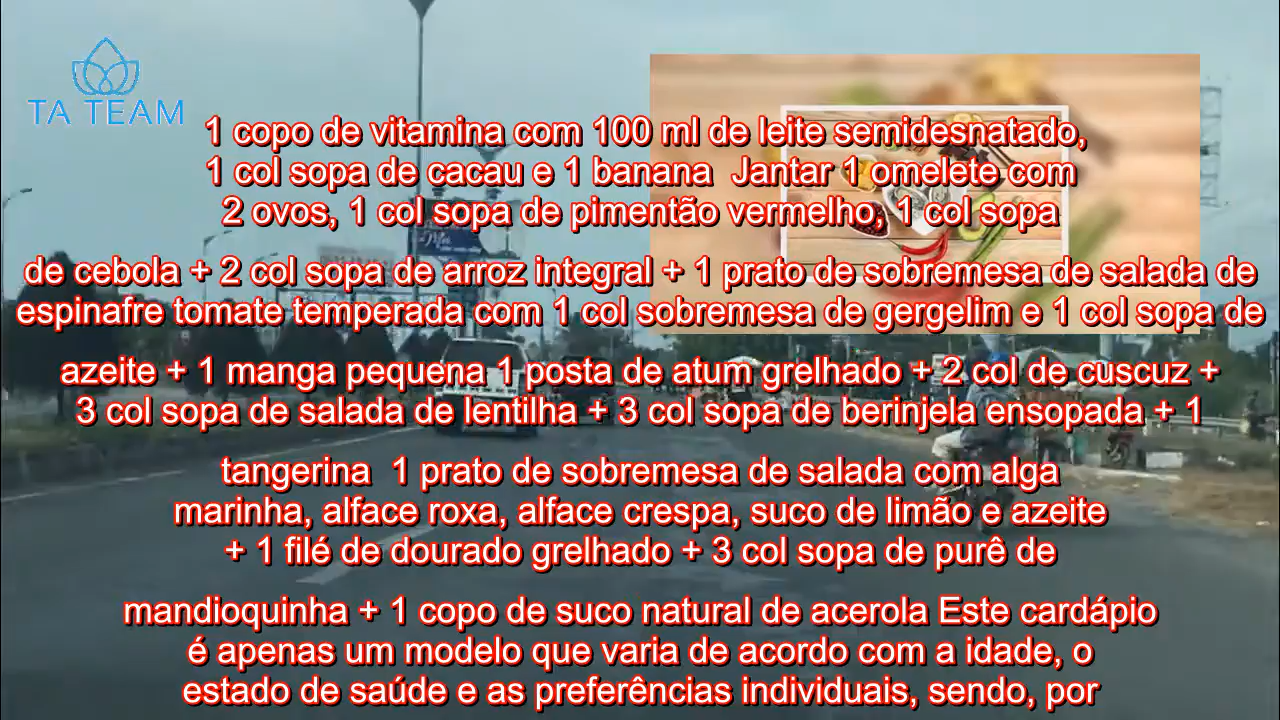 TA TEAM
1 copo de vitamina com 100 ml de leite semidesnatado,
1 col sopa de cacau e 1 banana  Jantar 1 omelete com
2 ovos, 1 col sopa de pimentão vermelho, 1 col sopa
de cebola + 2 col sopa de arroz integral + 1 prato de sobremesa de salada de
espinafre tomate temperada com 1 col sobremesa de gergelim e 1 col sopa de
azeite + 1 manga pequena 1 posta de atum grelhado + 2 col de cuscuz +
3 col sopa de salada de lentilha + 3 col sopa de berinjela ensopada + 1
tangerina  1 prato de sobremesa de salada com alga
marinha, alface roxa, alface crespa, suco de limão e azeite
+ 1 filé de dourado grelhado + 3 col sopa de purê de
mandioquinha + 1 copo de suco natural de acerola Este cardápio
é apenas um modelo que varia de acordo com a idade, o
estado de saúde e as preferências individuais, sendo, por